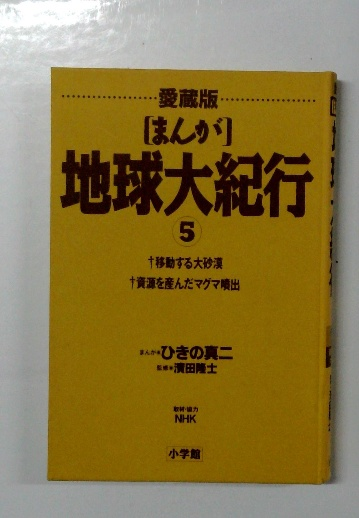 愛蔵版
[まんが]
地球大紀行
5
†移動する大砂漠
†資源を産んだマグマ噴出
まんが●ひきの真二
監修●濱田隆士
取材・協力
NHK
小学館